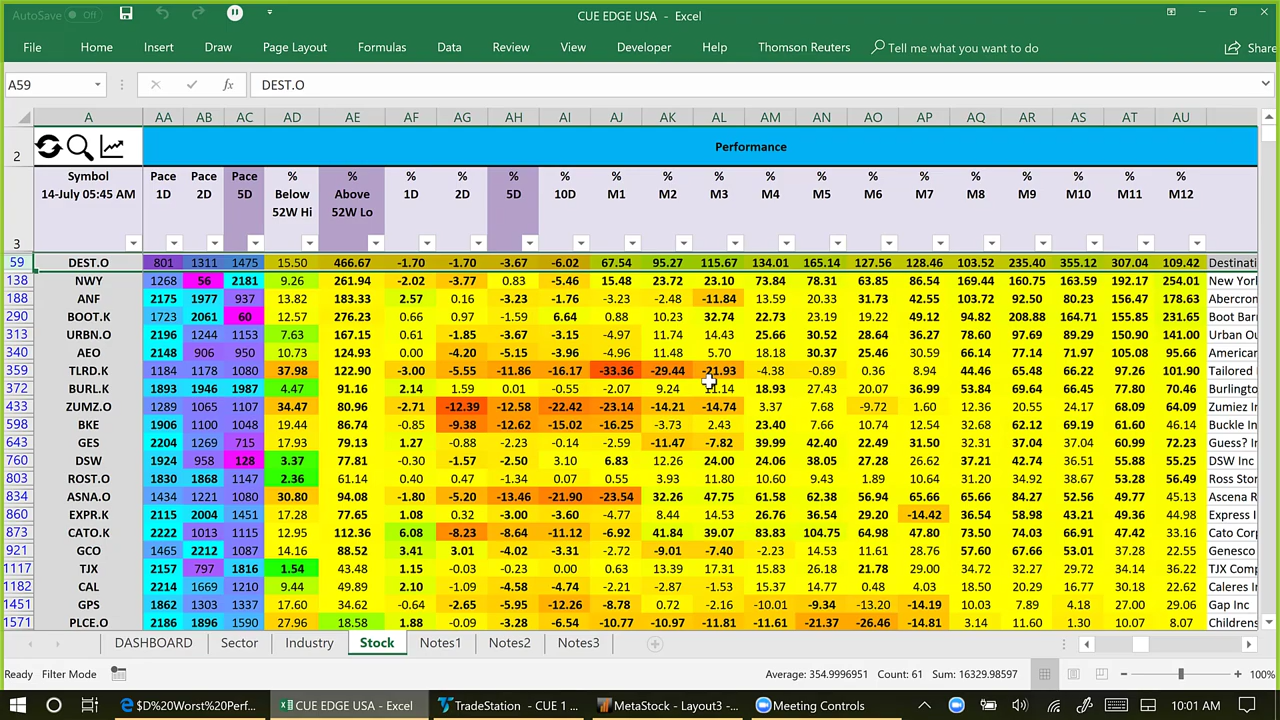 AutoSave Off CUE EDGE USA - Excel
File Home Insert Draw Page Layout Formulas Data Review View Developer Help Thomson Reuters Tell me what you want to do Share
A59 fx DEST.O
A AA AB AC AD AE AF AG AH AI AJ AK AL AM AN AO AP AQ AR AS AT AU
2 Performance
Symbol Pace Pace Pace % % % % % % % % % % % % % % % % % %
14-July 05:45 AM 1D 2D 5D Below Above 1D 2D 5D 10D M1 M2 M3 M4 M5 M6 M7 M8 M9 M10 M11 M12
52W Hi 52W Lo
3
59 DEST.O 801 1311 1475 15.50 466.67 -1.70 -1.70 -3.67 -6.02 67.54 95.27 115.67 134.01 165.14 127.56 128.46 103.52 235.40 355.12 307.04 109.42 Destinati
138 NWY 1268 56 2181 9.26 261.94 -2.02 -3.77 0.83 -5.46 15.48 23.72 23.10 73.84 78.31 63.85 86.54 169.44 160.75 163.59 192.17 254.01 New York
188 ANF 2175 1977 937 13.82 183.33 2.57 0.16 -3.23 -1.76 -3.23 -2.48 -11.84 13.59 20.33 31.73 42.55 103.72 92.50 80.23 156.47 178.63 Abercron
290 BOOT.K 1723 2061 60 12.57 276.23 0.66 0.97 -1.59 6.64 0.88 10.23 32.74 22.73 23.17 19.22 49.12 94.82 208.88 164.71 155.85 231.65 Boot Barr
313 URBN.O 2196 1244 1153 7.63 167.15 0.61 -1.85 -3.67 -3.15 -4.97 11.74 14.43 25.66 30.52 28.64 36.27 78.60 97.69 89.29 150.90 141.00 Urban Ou
340 AEO 2148 906 950 10.73 124.93 0.00 -4.20 -5.15 -3.96 -4.96 11.48 5.70 18.18 30.37 25.46 30.59 66.14 77.14 71.97 105.08 95.66 American
359 TLRD.K 1184 1178 1080 37.98 122.90 -3.00 -5.55 -11.86 -16.17 -33.36 -29.44 -21.93 -4.38 -0.89 0.36 8.94 47.22 66.05 66.22 97.26 101.90 Tailored
372 BURL.K 1893 1946 1987 4.47 91.16 2.14 1.59 0.01 -0.55 -2.07 9.24 11.14 18.93 27.43 20.07 36.99 53.84 69.64 58.11 77.80 70.46 Burlingto
433 ZUMZ.O 1289 1065 1107 34.47 80.96 -2.71 -12.39 -12.58 -22.42 -23.14 -14.21 -14.74 3.37 7.68 -9.72 1.60 12.36 20.55 24.17 68.09 64.09 Zumiez In
598 BKE 1906 1100 1048 19.44 86.74 -0.85 -9.38 -12.62 -15.02 -16.25 -3.73 2.43 23.40 7.66 10.74 12.54 32.68 62.12 50.91 61.60 46.14 Buckle In
643 GES 2204 1269 715 17.93 79.13 1.27 -0.88 -2.23 -0.14 -2.59 -11.47 -7.82 39.99 42.40 22.49 31.50 32.31 37.04 37.04 60.99 72.23 Guess? In
760 DSW 1924 958 128 3.37 77.81 -0.30 -1.57 -2.50 3.10 6.83 12.26 24.00 24.06 38.05 27.28 26.62 37.21 42.74 36.51 55.88 55.25 DSW Inc
803 ROST.O 1830 1868 1147 2.36 61.14 0.40 0.47 -1.34 0.07 0.55 3.93 11.80 10.60 9.43 1.89 10.64 31.20 34.92 38.67 53.28 56.49 Ross Stor
834 ASNA.O 1434 1221 1080 30.80 94.08 -1.80 -5.20 -13.46 -21.90 -23.54 32.26 47.75 61.58 62.38 56.94 65.66 84.27 52.61 52.56 49.77 45.13 Ascena R
860 EXPR.K 2115 2004 1451 17.28 77.65 1.08 0.32 -3.00 -3.60 -4.77 8.53 14.44 26.76 34.56 29.20 -14.42 36.54 58.98 43.21 49.36 44.98 Express I
873 CATO.K 2222 1013 1115 12.95 112.36 6.08 -8.23 -8.64 -11.12 -6.92 41.84 39.07 83.83 104.75 64.98 47.80 73.50 74.03 66.91 47.42 33.16 Cato Corp
921 GCO 1465 2212 1087 14.16 88.52 3.41 3.01 -4.02 -3.31 -2.72 -9.01 -7.40 -2.23 14.53 11.61 28.76 57.60 67.66 53.01 37.28 22.55 Genesco
1117 TJX 2157 797 1816 1.54 43.48 1.15 -0.03 -0.23 0.00 0.63 13.39 17.31 15.83 26.18 21.78 29.00 34.72 32.27 29.72 34.14 36.22 TJX Comp
1182 CAL 2214 1669 1210 9.44 49.89 2.10 -1.09 -4.58 -4.74 -2.21 -2.87 -1.53 15.37 14.77 0.48 4.03 18.50 20.29 16.77 30.18 22.62 Caleres In
1451 GPS 1862 1303 1337 17.60 34.62 -0.64 -2.65 -5.95 -12.26 -8.78 0.72 -2.16 -10.01 -9.34 -13.20 -14.19 10.03 7.89 4.18 27.00 29.06 Gap Inc
1571 PLCE.O 2186 1896 1590 27.96 18.58 1.88 -0.09 -3.28 -6.54 -10.77 -10.97 -11.81 -11.61 -21.37 -26.46 -14.81 3.14 11.60 1.30 10.07 8.07 Childrens
DASHBOARD Sector Industry Stock Notes1 Notes2 Notes3
Ready Filter Mode Average: 354.9996951 Count: 61 Sum: 16329.98597 100%
$D%20Worst%20Perf... CUE EDGE USA - Excel TradeStation - CUE 1 ... MetaStock - Layout3 -... Meeting Controls 10:01 AM